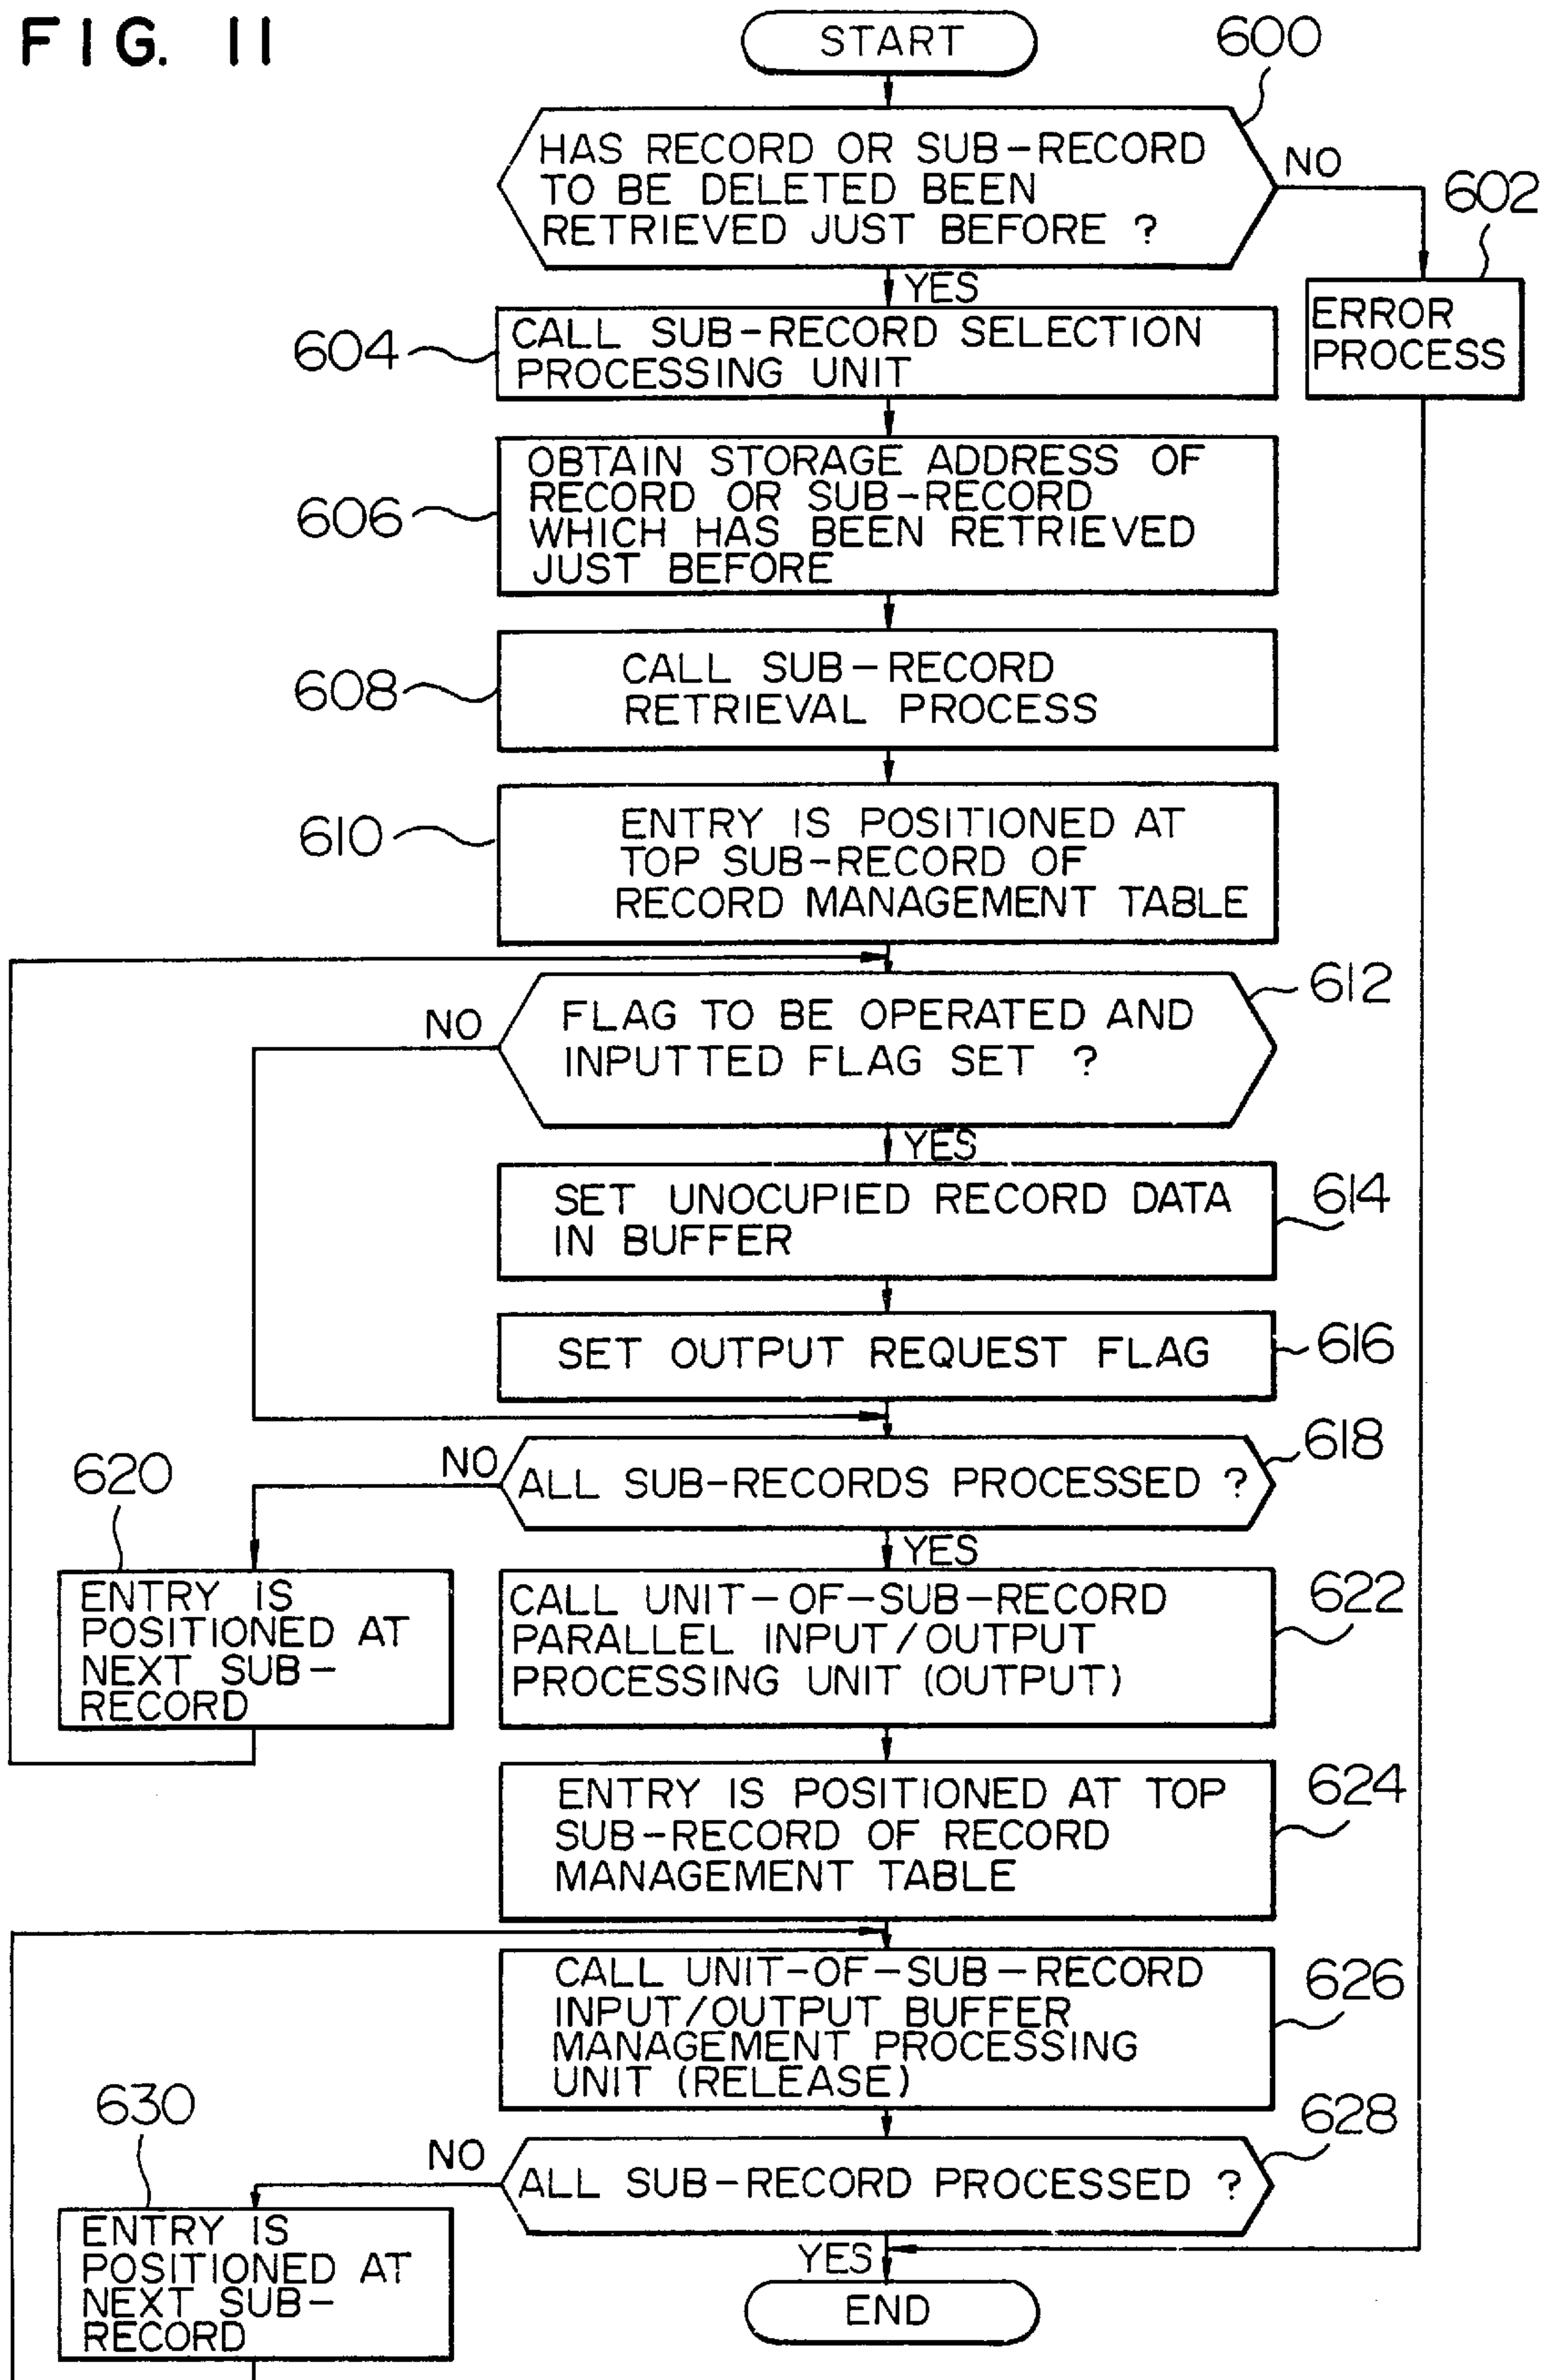 FIG. 11
START
600
HAS RECORD OR SUB-RECORD
TO BE DELETED BEEN
RETRIEVED JUST BEFORE ?
NO
602
YES
ERROR
PROCESS
604
CALL SUB-RECORD SELECTION
PROCESSING UNIT
606
OBTAIN STORAGE ADDRESS OF
RECORD OR SUB-RECORD
WHICH HAS BEEN RETRIEVED
JUST BEFORE
608
CALL SUB-RECORD
RETRIEVAL PROCESS
610
ENTRY IS POSITIONED AT
TOP SUB-RECORD OF
RECORD MANAGEMENT TABLE
612
NO
FLAG TO BE OPERATED AND
INPUTTED FLAG SET ?
YES
SET UNOCUPIED RECORD DATA
IN BUFFER
614
SET OUTPUT REQUEST FLAG
616
618
NO
ALL SUB-RECORDS PROCESSED ?
620
YES
ENTRY IS
POSITIONED AT
NEXT SUB-
RECORD
CALL UNIT-OF-SUB-RECORD
PARALLEL INPUT/OUTPUT
PROCESSING UNIT (OUTPUT)
622
ENTRY IS POSITIONED AT TOP
SUB-RECORD OF RECORD
MANAGEMENT TABLE
624
CALL UNIT-OF-SUB-RECORD
INPUT/OUTPUT BUFFER
MANAGEMENT PROCESSING
UNIT (RELEASE)
626
628
630
NO
ALL SUB-RECORD PROCESSED ?
ENTRY IS
POSITIONED AT
NEXT SUB-
RECORD
YES
END